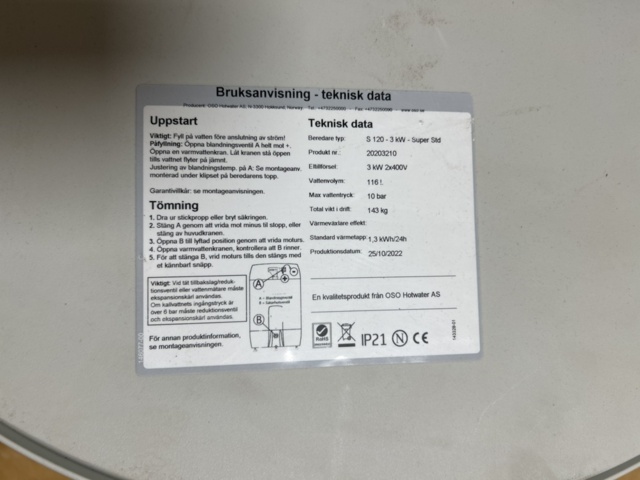 Bruksanvisning - teknisk data
Producent: OSO Hotwater AS, N-3300 Hokksund, Norway
Uppstart
Viktigt: Fyll på vatten före anslutning av ström!
Påfyllning: Öppna blandningsventil A helt mot +.
Öppna en varmvattenkran. Låt kranen stå öppen
tills vattnet flyter på jämnt.
Justering av blandningstemp. på A: Se montageanv.
monterad under klipset på beredarens topp.
Garantivillkår: se montageanvisningen.
Tömning
1. Dra ur stickpropp eller bryt säkringen.
2. Stäng A genom att vrida mot minus til stopp, eller
stäng av huvudkranen.
3. Öppna B till lyftad position genom att vrida moturs.
4. Öppna varmvattenkranen, kontrollera att B rinner.
5. För att stänga B, vrid moturs tills den stängs med
et kännbart snäpp.
Viktigt: Vid tät tillbakslag/reduk-
tionsventil eller vattenmätare måste
ekspansionskärl användas.
Om kallvattnets ingångstryck är
över 6 bar måste reduktionsventil
och ekspansionskärl användas.
A
B
För annan produktinformation,
se montageanvisningen.
Teknisk data
Beredare typ: S 120 - 3 kW - Super Std
Produkt nr.: 20203210
Eltillförset 3 kW 2x400V
Vattenvolym: 116 l.
Max vattentryck: 10 bar
Total vikt i drift: 143 kg
Värmeväxlare effekt:
Standard värmetapp: 1,3 kWh/24h
Produktionsdatum: 25/10/2022
En kvalitetsprodukt från OSO Hotwater AS
RoHS
IP21 N CE